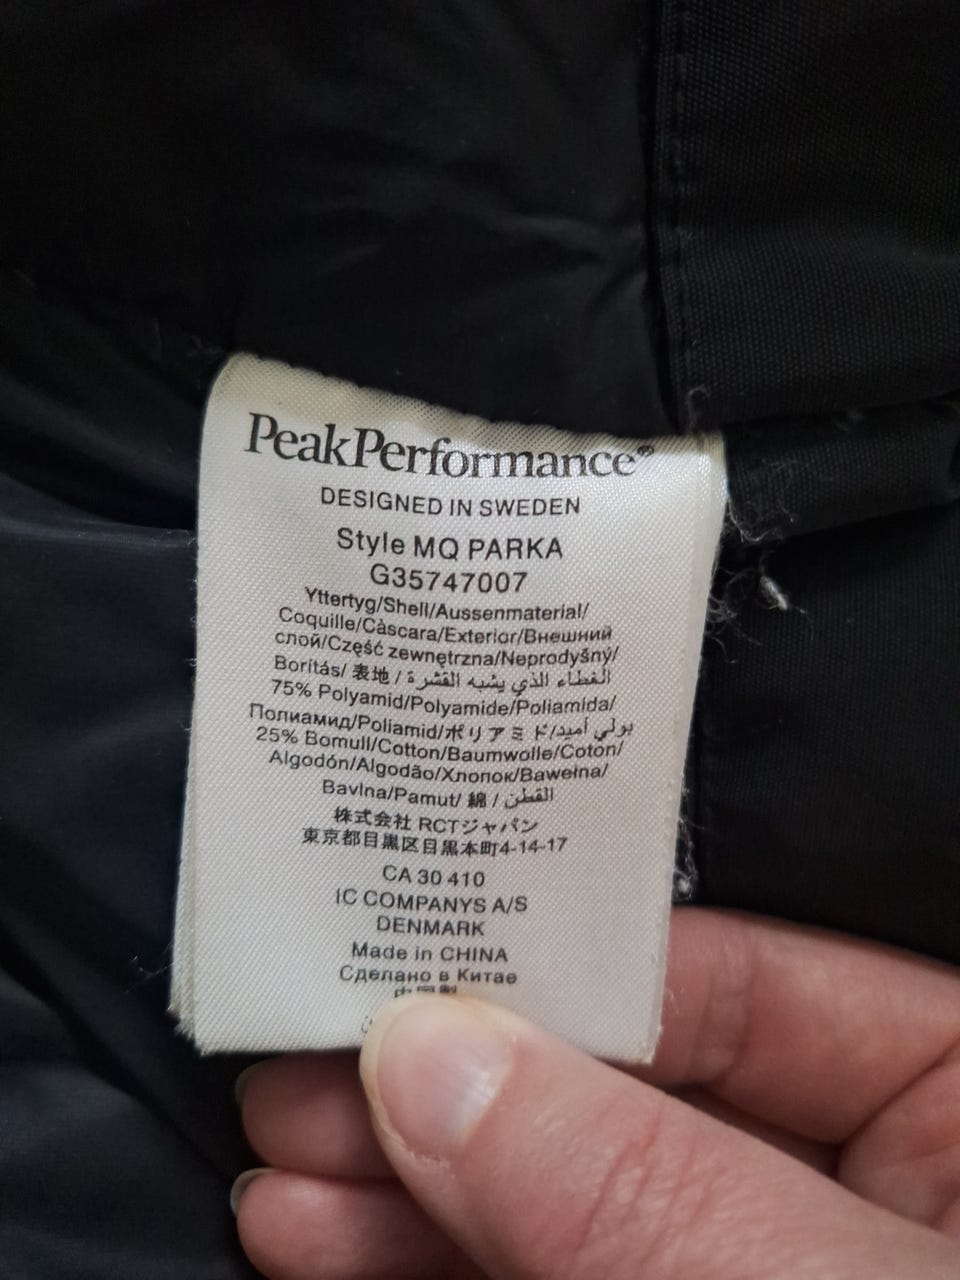 PeakPerformance®
DESIGNED IN SWEDEN
Style MQ PARKA
G35747007
Yttertyg/Shell/Aussenmaterial/
Coquille/Càscara/Exterior/Внешний
слой/Część zewnętrzna/Neprodyšný/
Borítás/ 表地 / الغطاء الذي يشبه القشرة
75% Polyamid/Polyamide/Poliamida/
Полиамид/Poliamid/ポリアミド/بولي أميد
25% Bomull/Cotton/Baumwolle/Coton/
Algodón/Algodão/Хлопок/Bawełna/
Bavlna/Pamut/ 綿 / القطن
株式会社 RCTジャパン
東京都目黒区目黒本町4-14-17
CA 30 410
IC COMPANYS A/S
DENMARK
Made in CHINA
Сделано в Китае